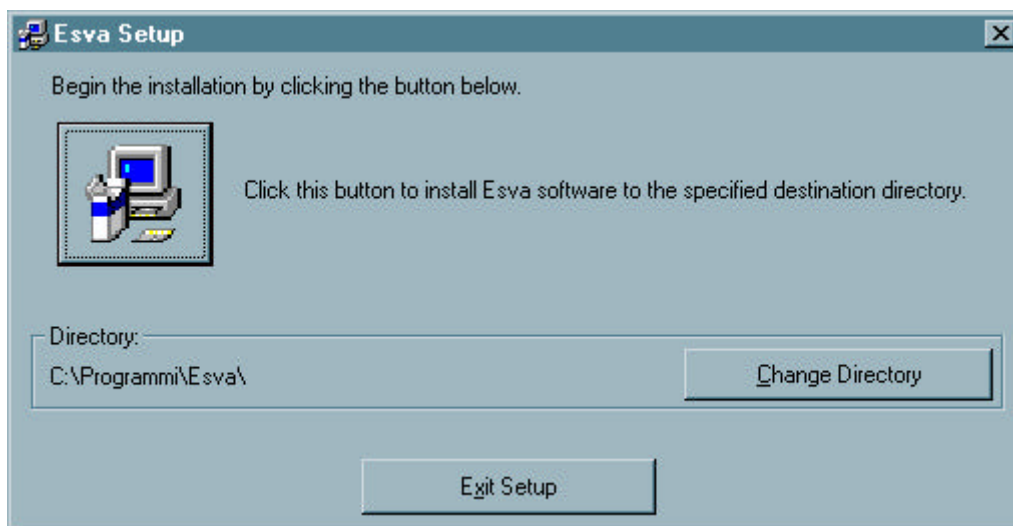 Esva Setup
Begin the installation by clicking the button below.
Click this button to install Esva software to the specified destination directory.
Directory:
C:\Programmi\Esva\
Change Directory
Exit Setup